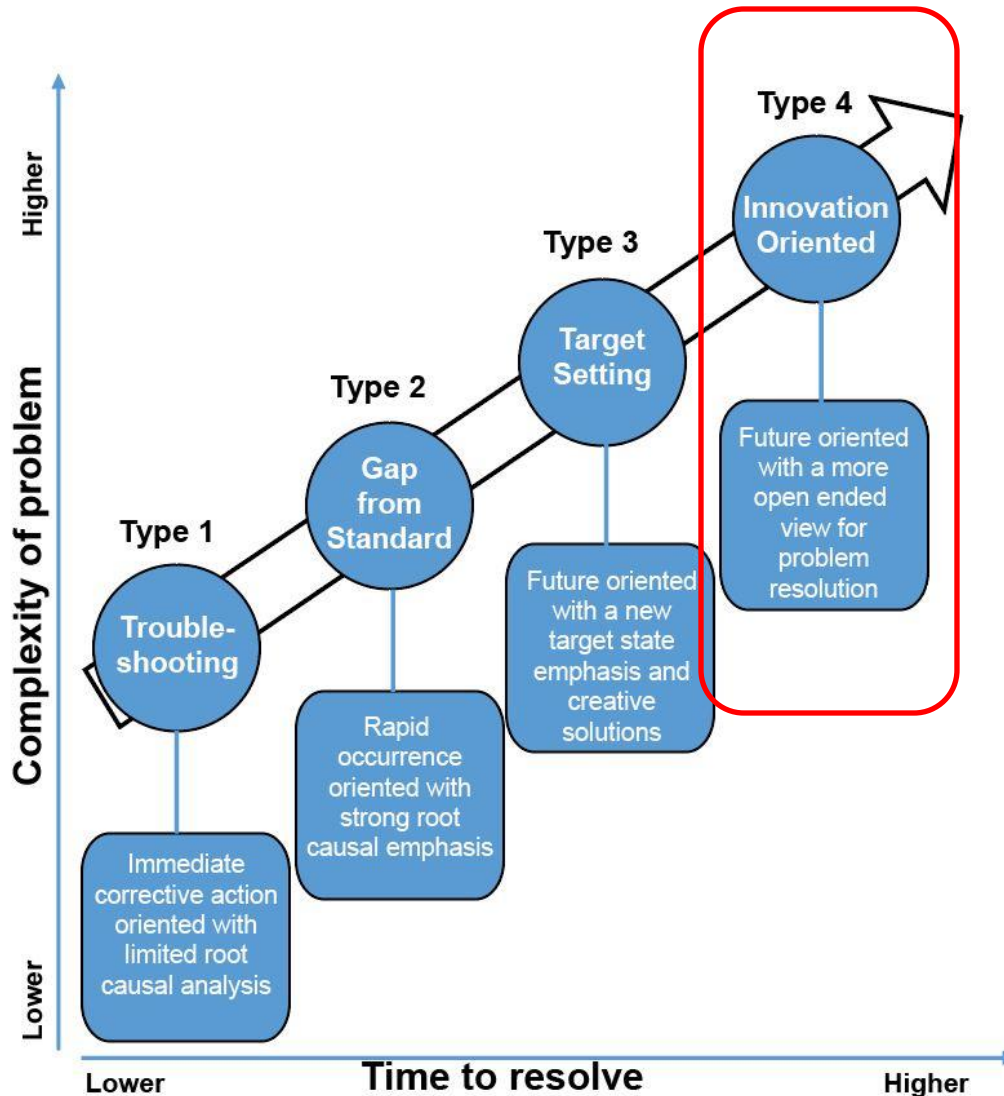 Type 4
Innovation
Oriented
Future oriented
with a more
open ended
view for
problem
resolution
Type 3
Target
Setting
Future oriented
with a new
target state
emphasis and
creative
solutions
Type 2
Gap
from
Standard
Rapid
occurrence
oriented with
strong root
causal emphasis
Type 1
Trouble-
shooting
Immediate
corrective action
oriented with
limited root
causal analysis
Higher
Complexity of problem
Lower
Lower
Time to resolve
Higher